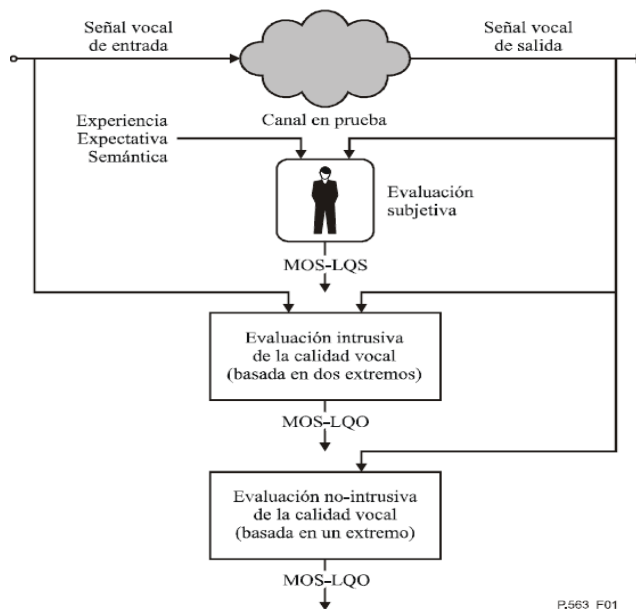 Señal vocal
de entrada
Señal vocal
de salida
Canal en prueba
Experiencia
Expectativa
Semántica
Evaluación
subjetiva
MOS-LQS
Evaluación intrusiva
de la calidad vocal
(basada en dos extremos)
MOS-LQO
Evaluación no-intrusiva
de la calidad vocal
(basada en un extremo)
MOS-LQO
P.563_F01